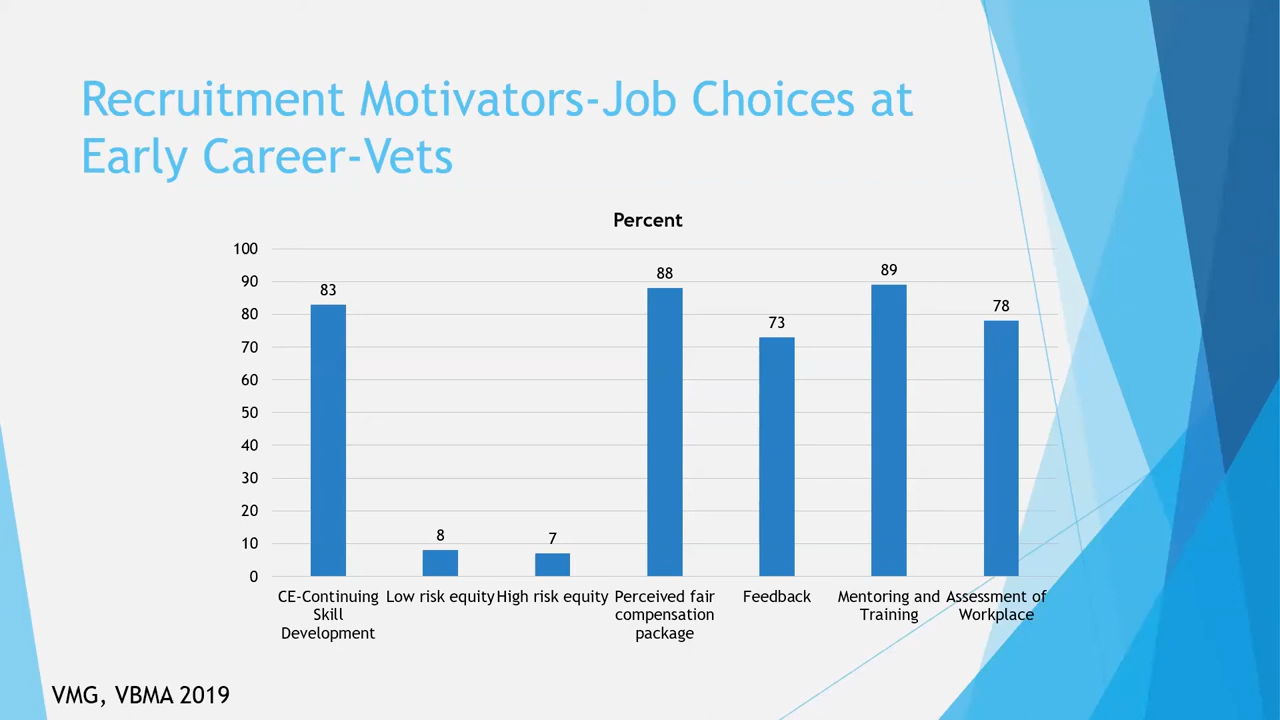 Recruitment Motivators-Job Choices at
Early Career-Vets
Percent
100
90
80
70
60
50
40
30
20
10
0
83
8
7
88
73
89
78
CE-Continuing
Skill
Development
Low risk equity
High risk equity
Perceived fair
compensation
package
Feedback
Mentoring and
Training
Assessment of
Workplace
VMG, VBMA 2019